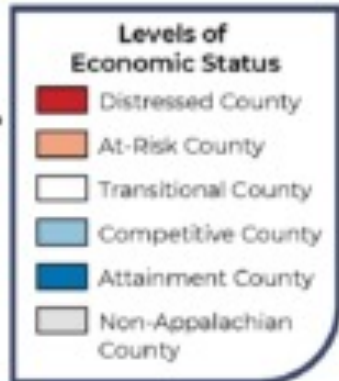 Levels of
Economic Status
Distressed County
At-Risk County
Transitional County
Competitive County
Attainment County
Non-Appalachian
County